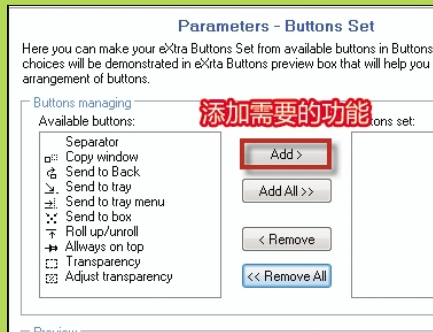 Parameters - Buttons Set
Here you can make your eXtra Buttons Set from available buttons in Buttons
choices will be demonstrated in eXrta Buttons preview box that will help you
arrangement of buttons.
Buttons managing
Available buttons:
添加需要的功能
ons set:
Separator
Copy window
Send to Back
Send to tray
Send to tray menu
Send to box
Roll up/unroll
Allways on top
Transparency
Adjust transparency
Add >
Add All >>
< Remove
<< Remove All
Preview